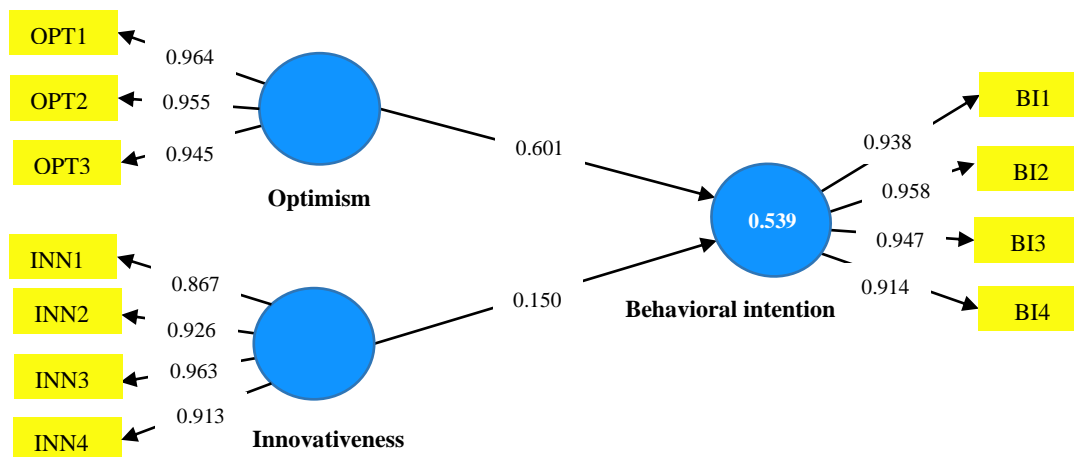 OPT1
0.964
OPT2
0.955
OPT3
0.945
Optimism
0.601
INN1
0.867
INN2
0.926
INN3
0.963
INN4
0.913
Innovativeness
0.150
0.539
Behavioral intention
BI1
0.938
BI2
0.958
BI3
0.947
BI4
0.914